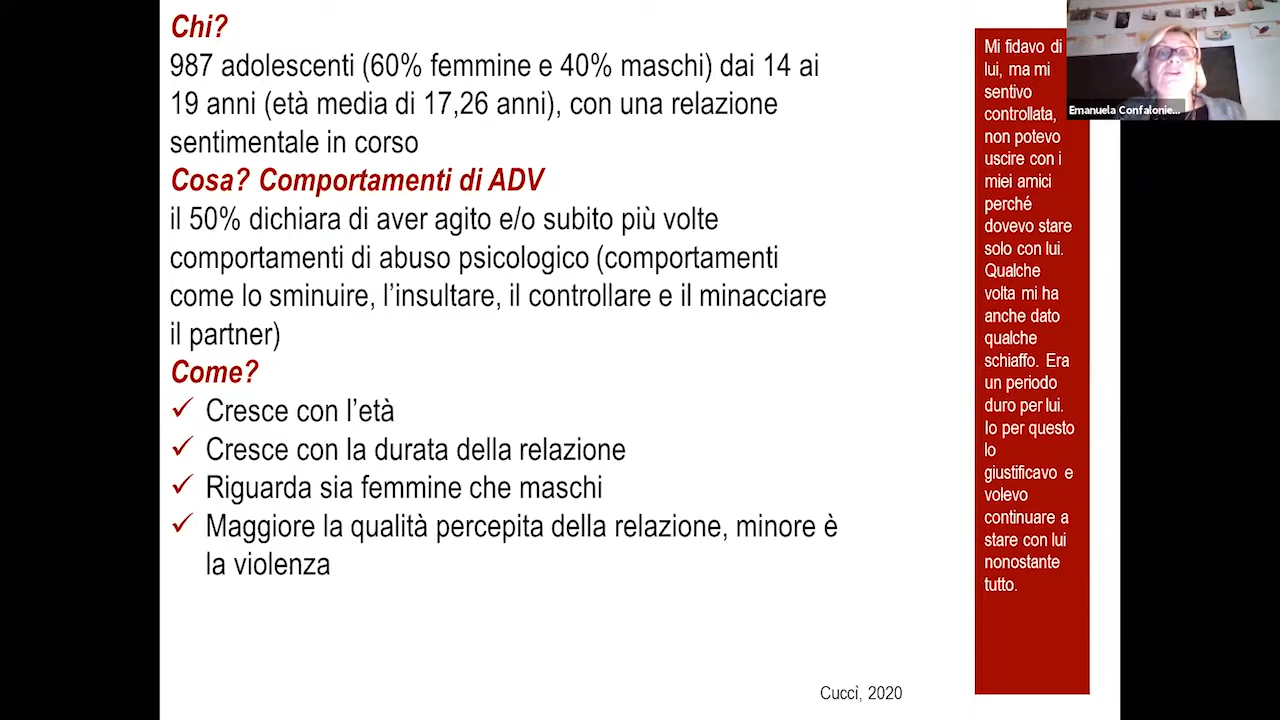 Chi?
987 adolescenti (60% femmine e 40% maschi) dai 14 ai
19 anni (età media di 17,26 anni), con una relazione
sentimentale in corso
Cosa? Comportamenti di ADV
il 50% dichiara di aver agito e/o subito più volte
comportamenti di abuso psicologico (comportamenti
come lo sminuire, l’insultare, il controllare e il minacciare
il partner)
Come?
✓ Cresce con l’età
✓ Cresce con la durata della relazione
✓ Riguarda sia femmine che maschi
✓ Maggiore la qualità percepita della relazione, minore è
la violenza
Cuccì, 2020
Mi fidavo di
lui, ma mi
sentivo
controllata,
non potevo
uscire con i
miei amici
perché
dovevo stare
solo con lui.
Qualche
volta mi ha
anche dato
qualche
schiaffo. Era
un periodo
duro per lui.
Io per questo
lo
giustificavo e
volevo
continuare a
stare con lui
nonostante
tutto.
Emanuela Confalonie...